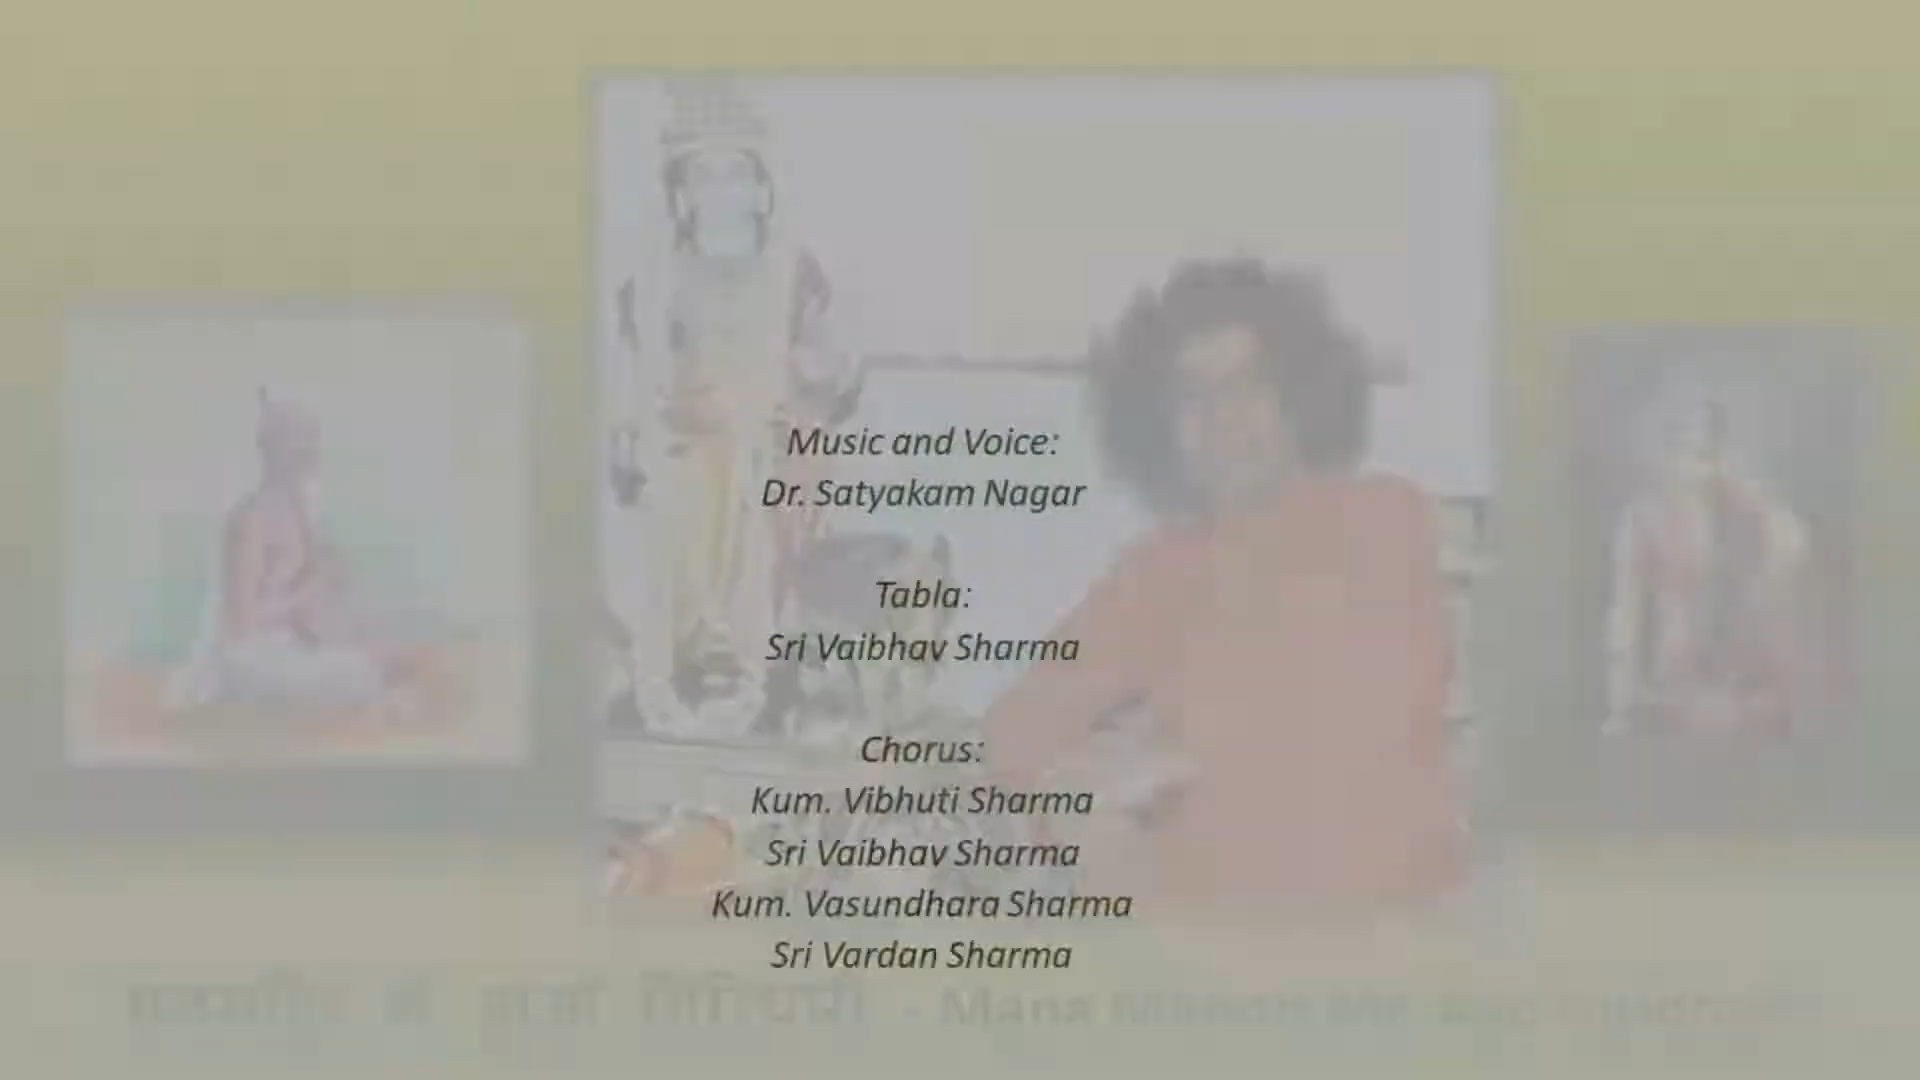 Music and Voice:
Dr. Satyakam Nagar
Tabla:
Sri Vaibhav Sharma
Chorus:
Kum. Vibhuti Sharma
Sri Vaibhav Sharma
Kum. Vasundhara Sharma
Sri Vardan Sharma
- Mana